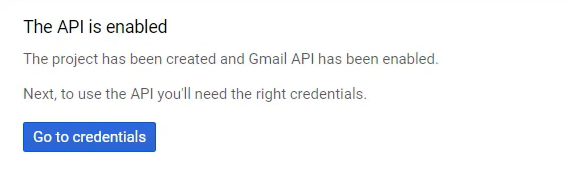 The API is enabled
The project has been created and Gmail API has been enabled.
Next, to use the API you'll need the right credentials.
Go to credentials